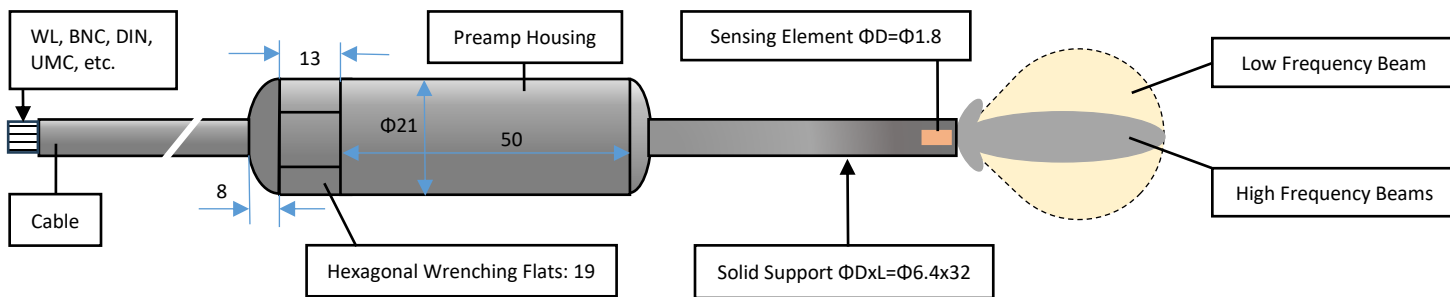 WL, BNC, DIN,
UMC, etc.
13
Preamp Housing
Sensing Element ΦD=Φ1.8
Low Frequency Beam
Φ21
50
8
Cable
High Frequency Beams
Hexagonal Wrenching Flats: 19
Solid Support ΦDxL=Φ6.4x32